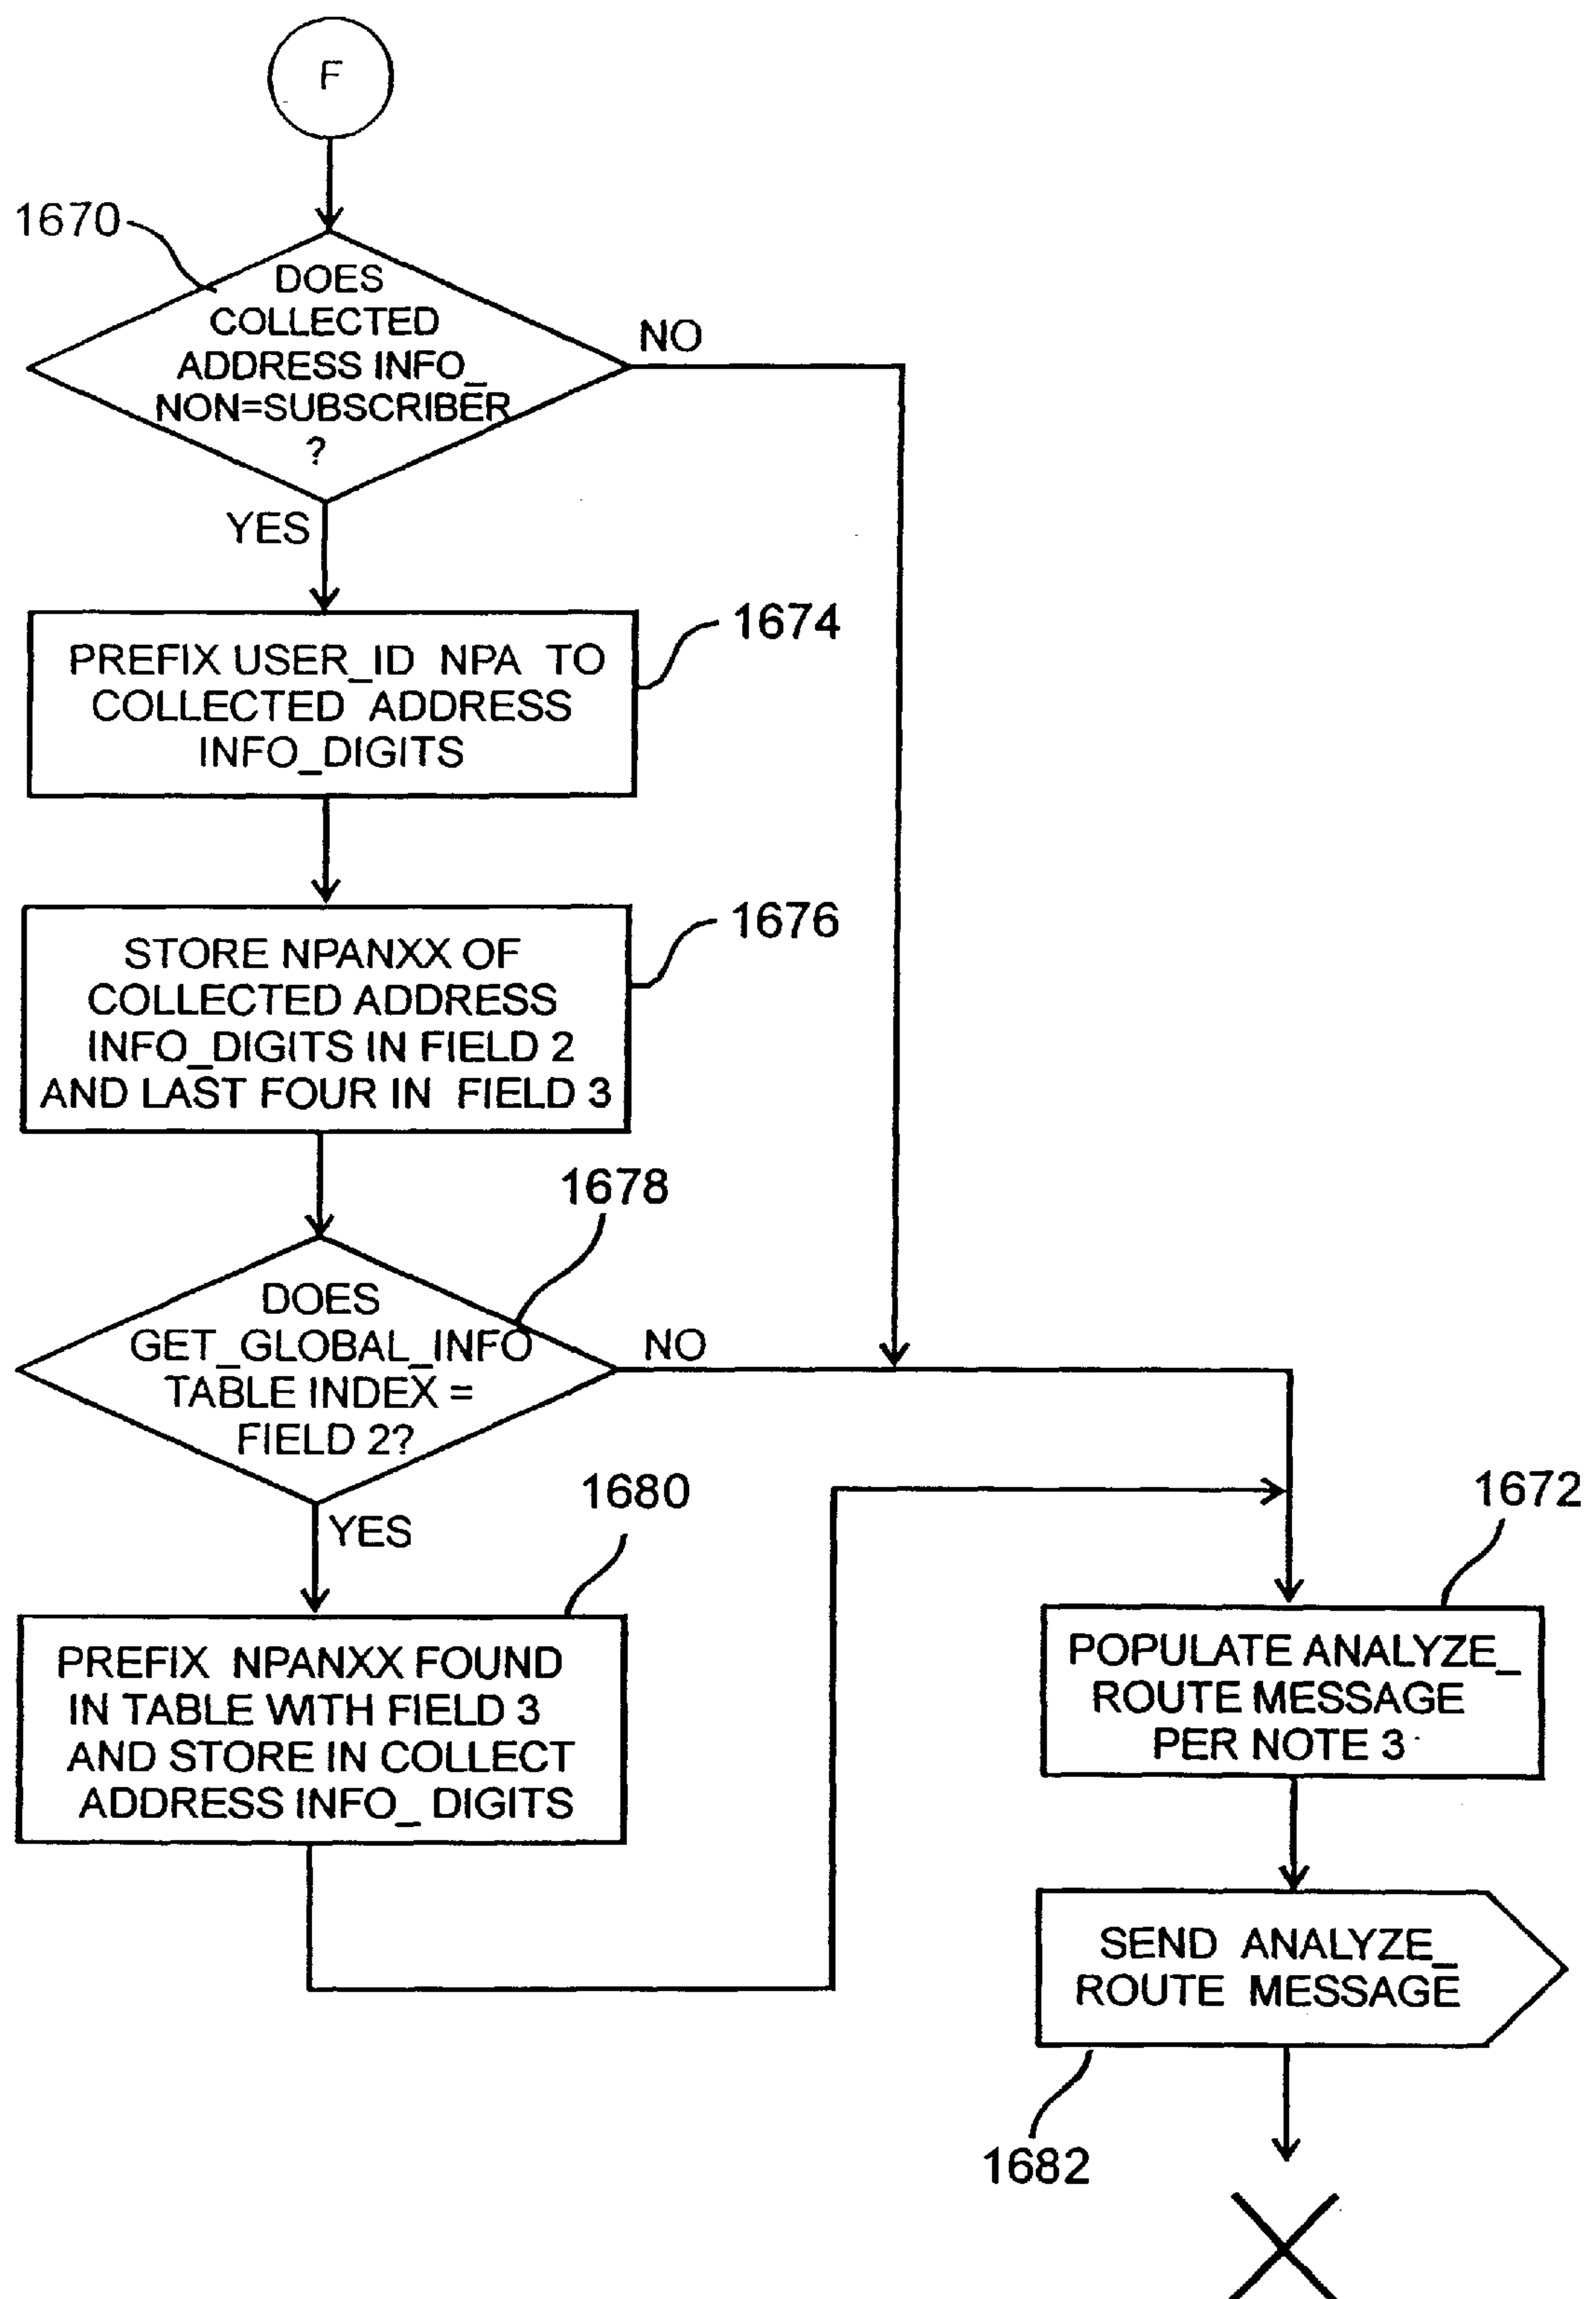 F
1670
DOES
COLLECTED
ADDRESS INFO_
NON=SUBSCRIBER
?
NO
YES
1674
PREFIX USER_ID NPA TO
COLLECTED ADDRESS
INFO_DIGITS
1676
STORE NPANXX OF
COLLECTED ADDRESS
INFO_DIGITS IN FIELD 2
AND LAST FOUR IN FIELD 3
1678
DOES
GET_GLOBAL_INFO
TABLE INDEX =
FIELD 2?
NO
YES
1680
PREFIX NPANXX FOUND
IN TABLE WITH FIELD 3
AND STORE IN COLLECT
ADDRESS INFO_ DIGITS
1672
POPULATE ANALYZE_
ROUTE MESSAGE
PER NOTE 3
SEND ANALYZE_
ROUTE MESSAGE
1682